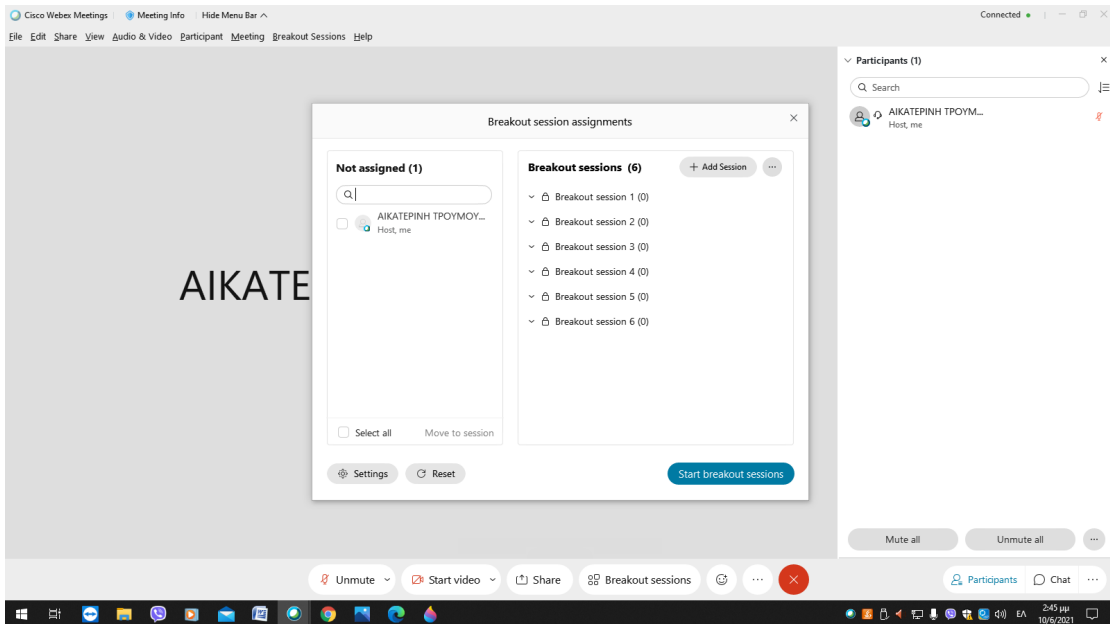 Cisco Webex Meetings Meeting Info Hide Menu Bar
Connected
File Edit Share View Audio & Video Participant Meeting Breakout Sessions Help
Participants (1)
Search
ΑΙΚΑΤΕΡΙΝΗ ΤΡΟΥΜ...
Host, me
Breakout session assignments
Not assigned (1)
ΑΙΚΑΤΕΡΙΝΗ ΤΡΟΥΜΟΥ...
Host, me
Select all Move to session
Breakout sessions (6)
+ Add Session
Breakout session 1 (0)
Breakout session 2 (0)
Breakout session 3 (0)
Breakout session 4 (0)
Breakout session 5 (0)
Breakout session 6 (0)
Settings Reset
Start breakout sessions
ΑΙΚΑΤΕ
Mute all Unmute all
Unmute Start video Share Breakout sessions
Participants Chat
ΕΛ 2:45 μμ
10/6/2021